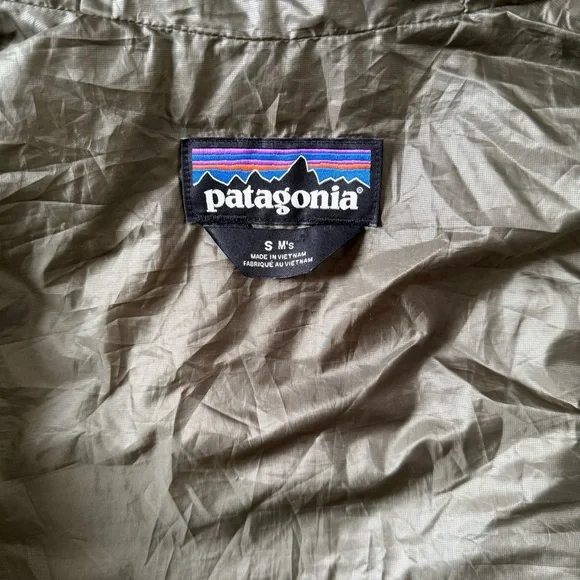 patagonia®
S M's
MADE IN VIETNAM
FABRIQUÉ AU VIETNAM